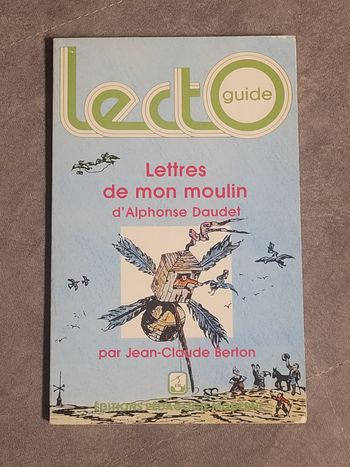 lecto
guide
Lettres
de mon moulin
d'Alphonse Daudet
par Jean-Claude Berton